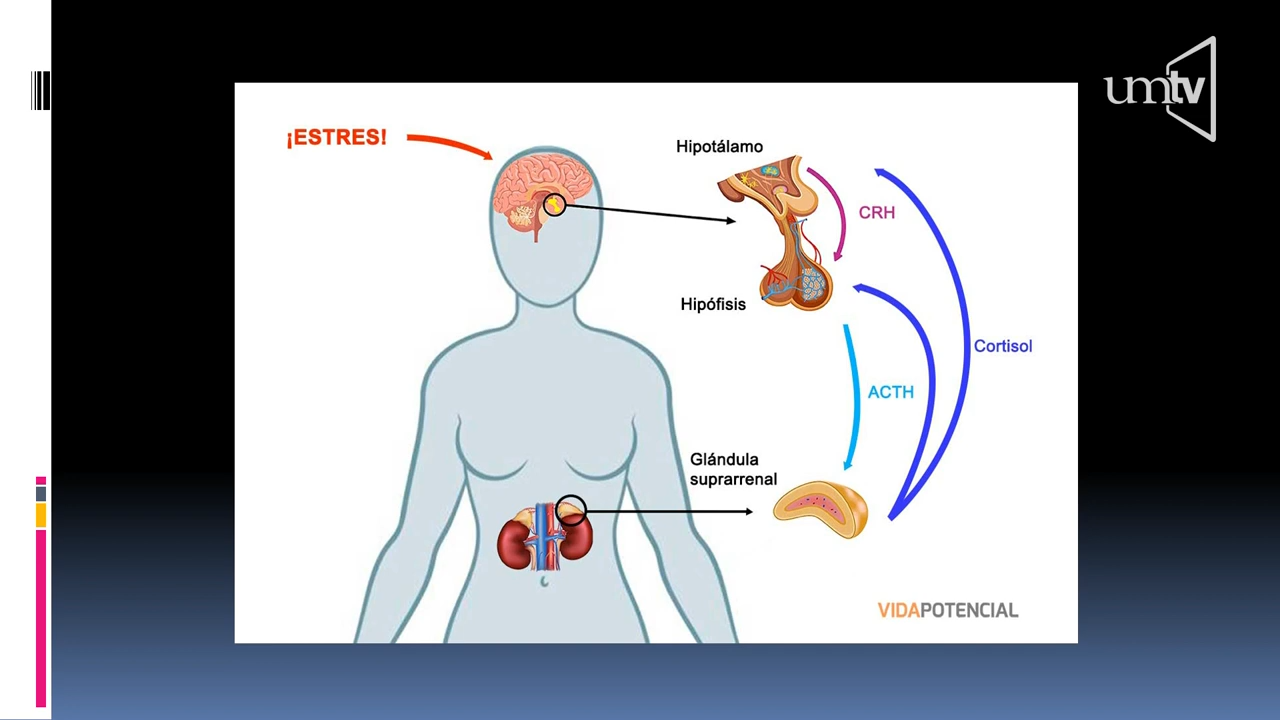 umtv
¡ESTRES!
Hipotálamo
CRH
Hipófisis
Cortisol
ACTH
Glándula
suprarrenal
VIDAPOTENCIAL